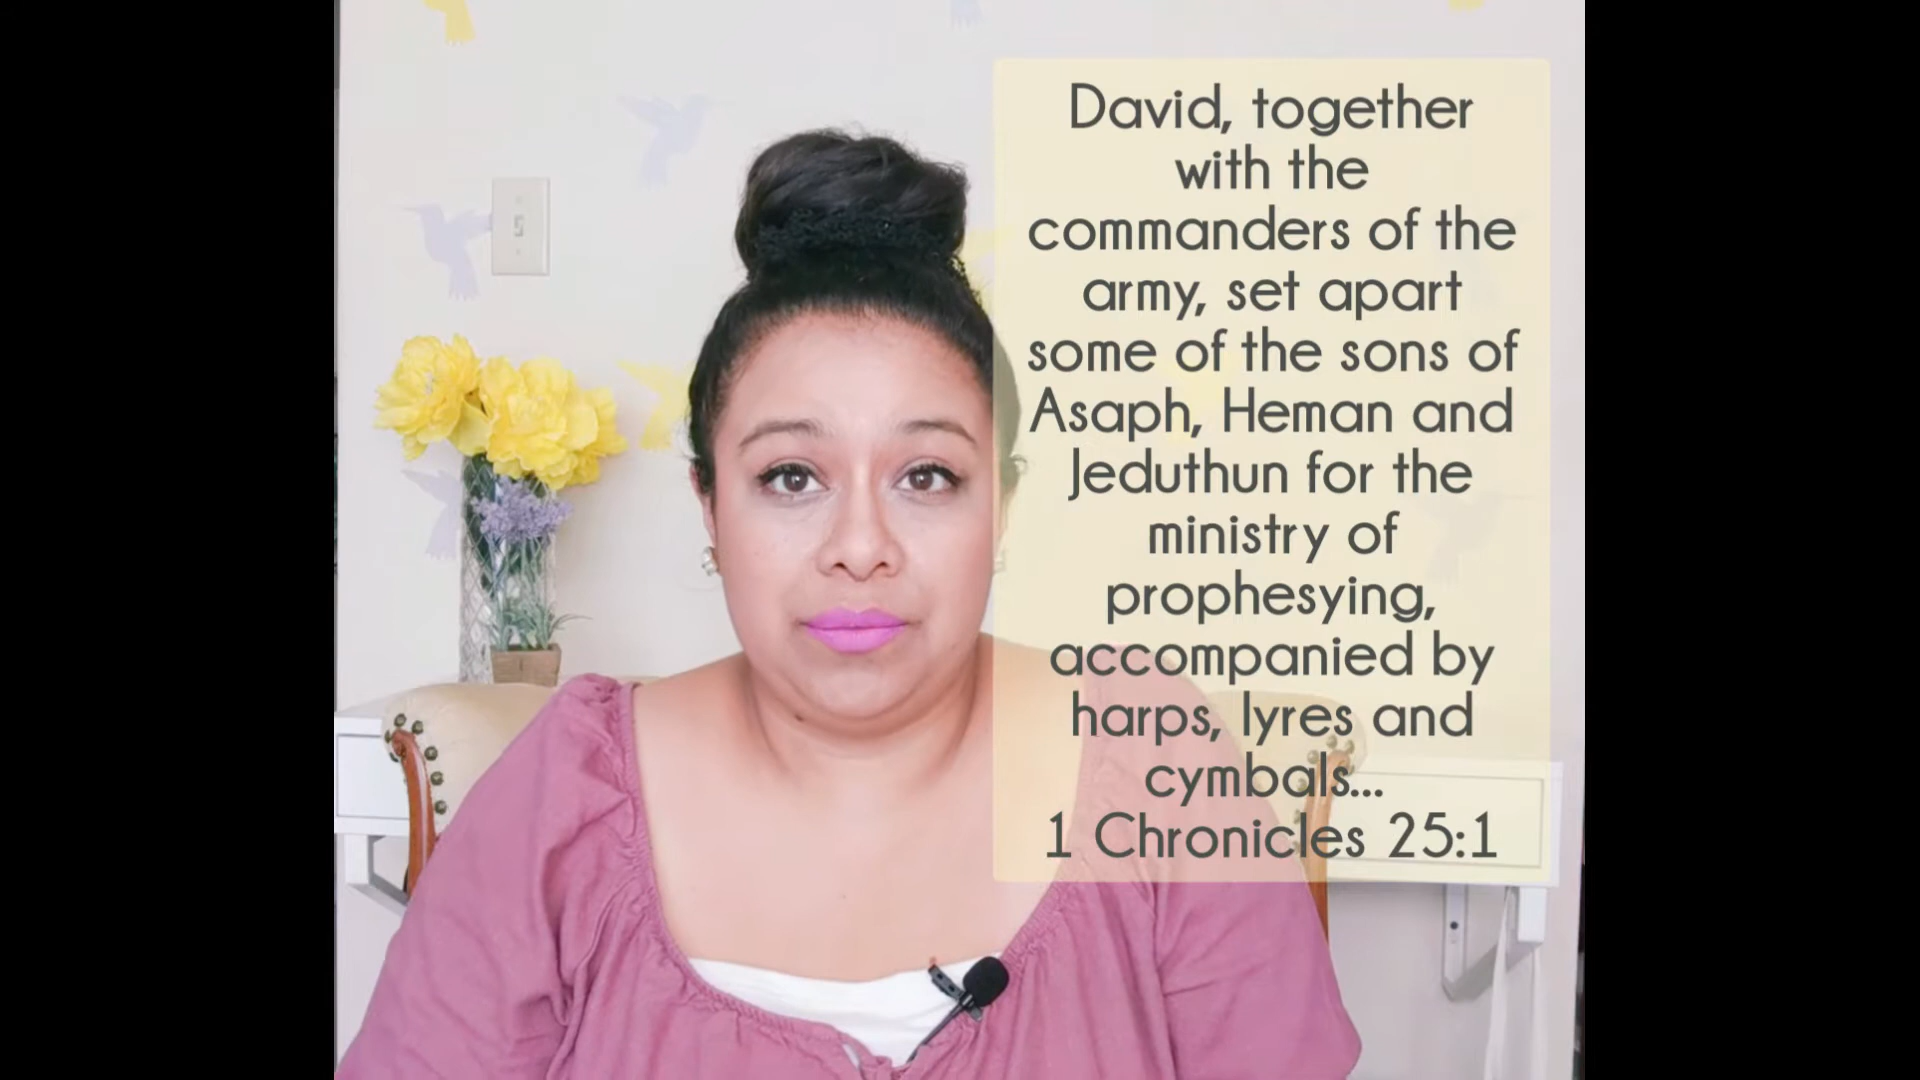 David, together
with the
commanders of the
army, set apart
some of the sons of
Asaph, Heman and
Jeduthun for the
ministry of
prophesying,
accompanied by
harps, lyres and
cymbals...
1 Chronicles 25:1